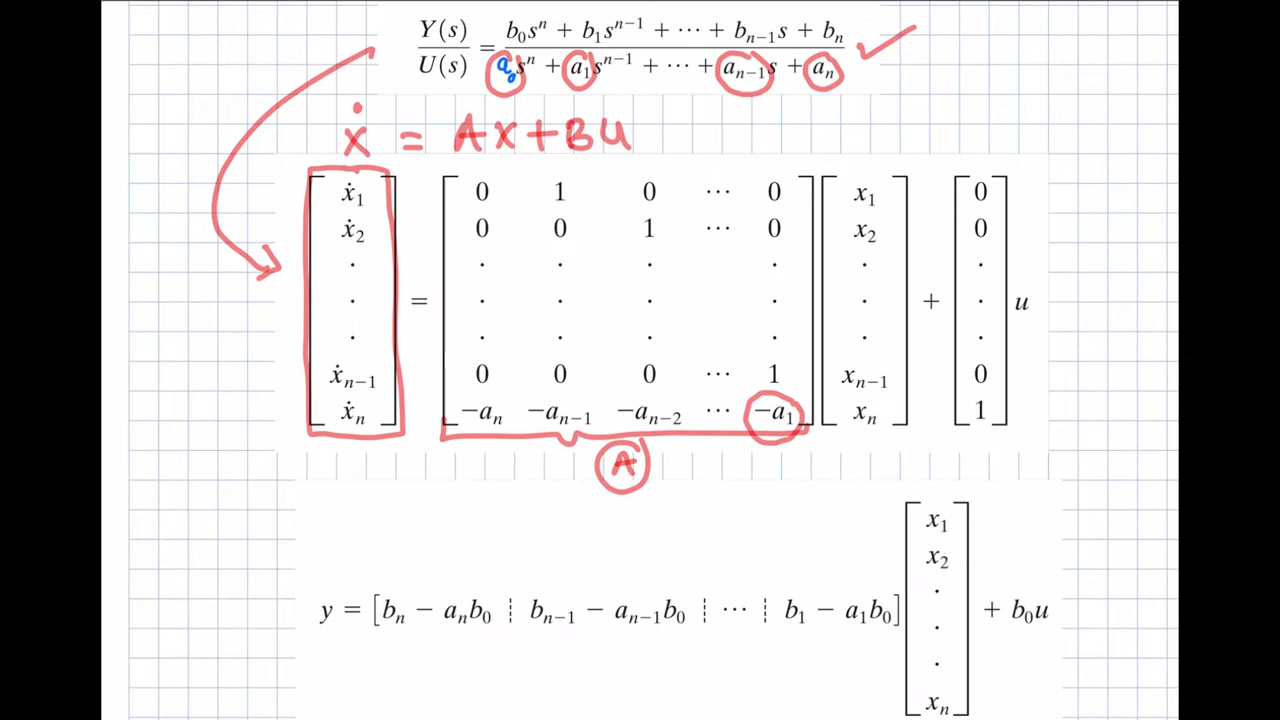 Y(s)/U(s) = (b₀sⁿ + b₁sⁿ⁻¹ + ⋯ + bₙ₋₁s + bₙ)/(a₀sⁿ + a₁sⁿ⁻¹ + ⋯ + aₙ₋₁s + aₙ)
ẋ = Ax+Bu
ẋ₁ 0 1 0 ⋯ 0 x₁ 0
ẋ₂ 0 0 1 ⋯ 0 x₂ 0
. . . . . . .
. = . . . . . + . u
. . . . . . .
ẋₙ₋₁ 0 0 0 ⋯ 1 xₙ₋₁ 0
ẋₙ −aₙ −aₙ₋₁ −aₙ₋₂ ⋯ −a₁ xₙ 1
A
y = [bₙ − aₙb₀ ┊ bₙ₋₁ − aₙ₋₁b₀ ┊ ⋯ ┊ b₁ − a₁b₀] [x₁ x₂ . . . xₙ] + b₀u